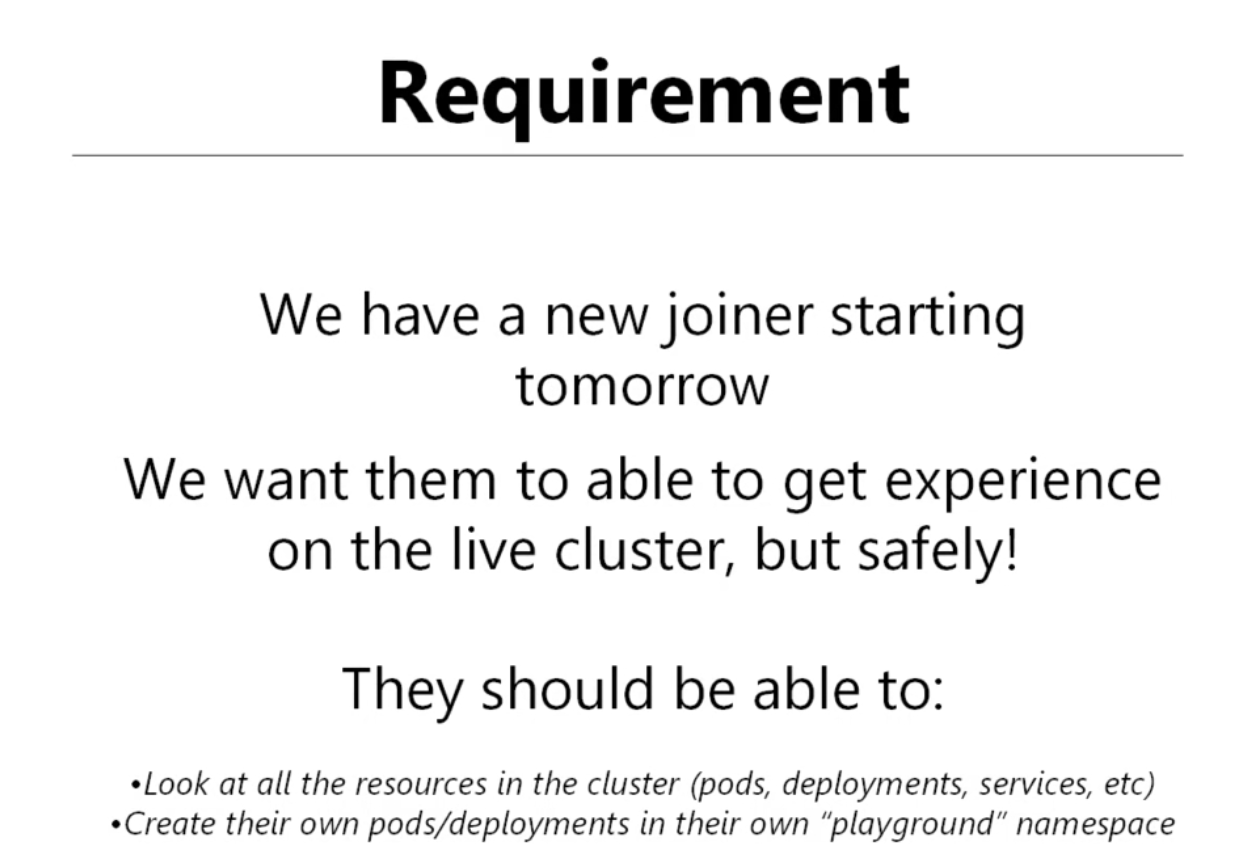 Requirement
We have a new joiner starting
tomorrow
We want them to able to get experience
on the live cluster, but safely!
They should be able to:
•Look at all the resources in the cluster (pods, deployments, services, etc)
•Create their own pods/deployments in their own “playground” namespace